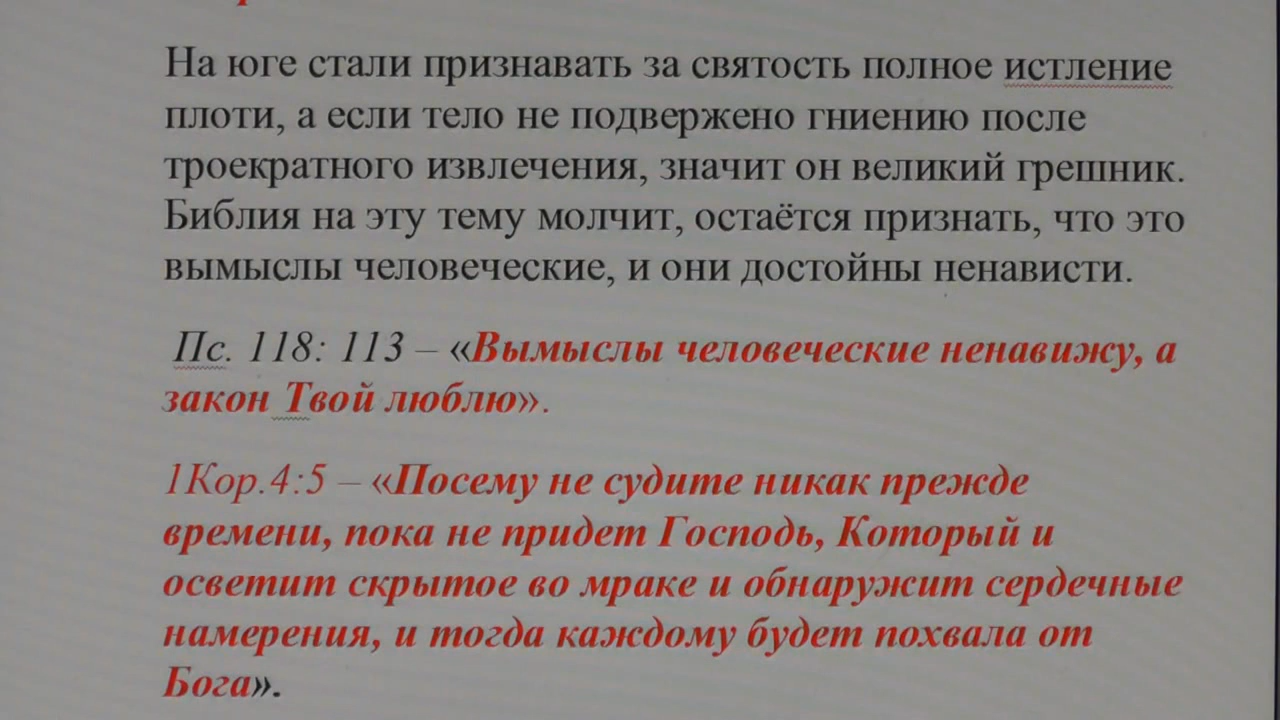 На юге стали признавать за святость полное истление
плоти, а если тело не подвержено гниению после
троекратного извлечения, значит он великий грешник.
Библия на эту тему молчит, остаётся признать, что это
вымыслы человеческие, и они достойны ненависти.
Пс. 118: 113 – «Вымыслы человеческие ненавижу, а
закон Твой люблю».
1Кор.4:5 – «Посему не судите никак прежде
времени, пока не придет Господь, Который и
осветит скрытое во мраке и обнаружит сердечные
намерения, и тогда каждому будет похвала от
Бога».